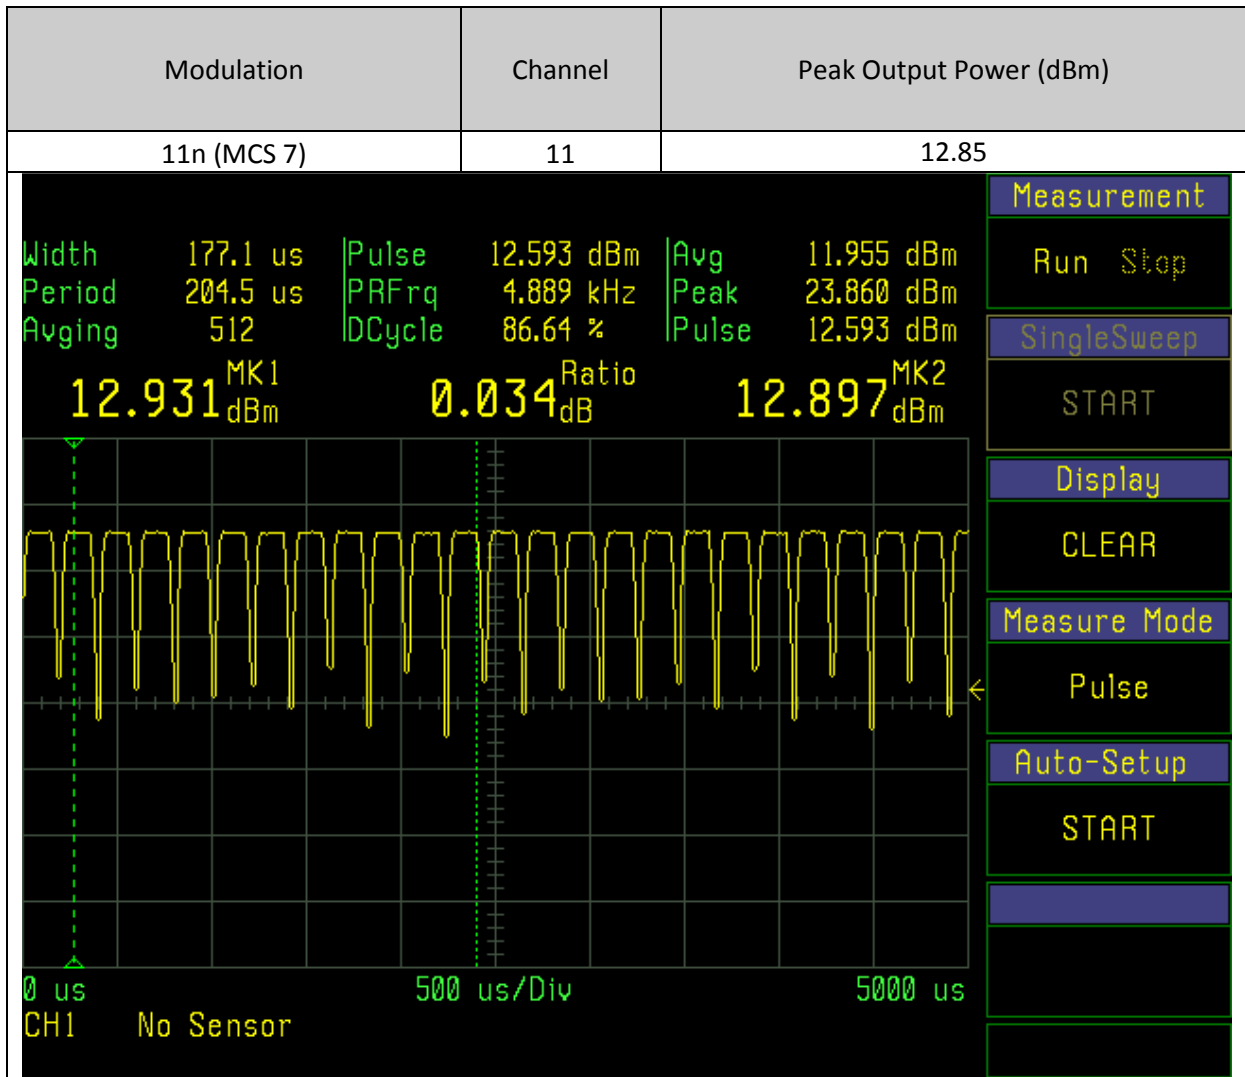 Modulation Channel Peak Output Power (dBm)
11n (MCS 7) 11 12.85
Measurement
Run Stop
Width 177.1 us Pulse 12.593 dBm Avg 11.955 dBm
Period 204.5 us PRFrq 4.889 kHz Peak 23.860 dBm
Avging 512 DCycle 86.64 % Pulse 12.593 dBm
SingleSweep
START
MK1 Ratio MK2
12.931 dBm 0.034 dB 12.897 dBm
Display
CLEAR
Measure Mode
Pulse
Auto-Setup
START
0 us 500 us/Div 5000 us
CH1 No Sensor